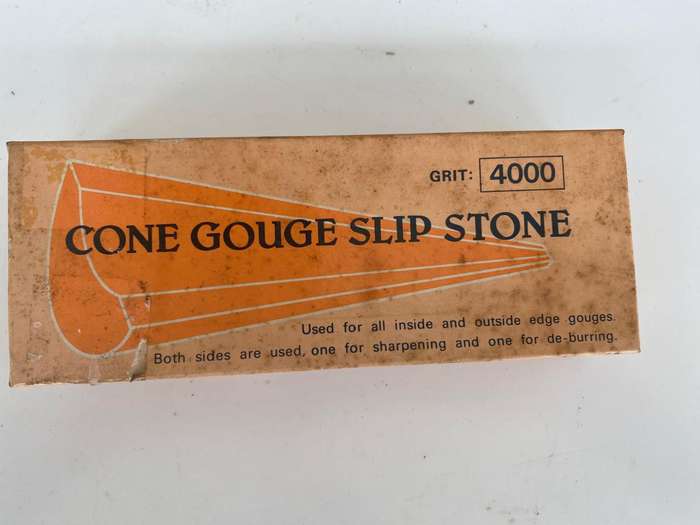 GRIT: 4000
CONE GOUGE SLIP STONE
Used for all inside and outside edge gouges.
Both sides are used, one for sharpening and one for de-burring.